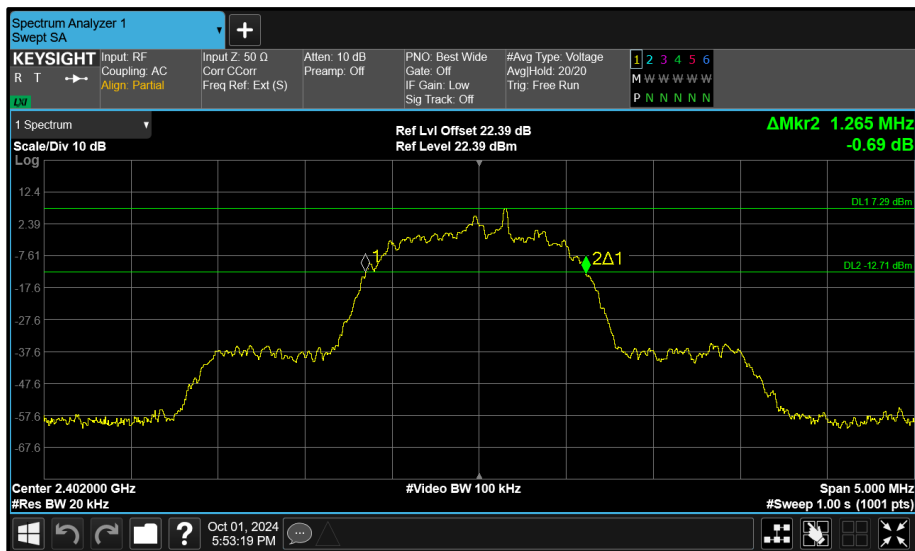 Spectrum Analyzer 1
Swept SA
KEYSIGHT
R T
LXI
Input: RF
Coupling: AC
Align: Partial
Input Z: 50 Ω
Corr CCorr
Freq Ref: Ext (S)
Atten: 10 dB
Preamp: Off
PNO: Best Wide
Gate: Off
IF Gain: Low
Sig Track: Off
#Avg Type: Voltage
Avg|Hold: 20/20
Trig: Free Run
1 2 3 4 5 6
M W W W W W
P N N N N N
1 Spectrum
Scale/Div 10 dB
Ref Lvl Offset 22.39 dB
Ref Level 22.39 dBm
ΔMkr2 1.265 MHz
-0.69 dB
Log
12.4
DL1 7.29 dBm
2.39
-7.61
1
2Δ1
DL2 -12.71 dBm
-17.6
-27.6
-37.6
-47.6
-57.6
-67.6
Center 2.402000 GHz
#Video BW 100 kHz
Span 5.000 MHz
#Res BW 20 kHz
#Sweep 1.00 s (1001 pts)
?
Oct 01, 2024
5:53:19 PM